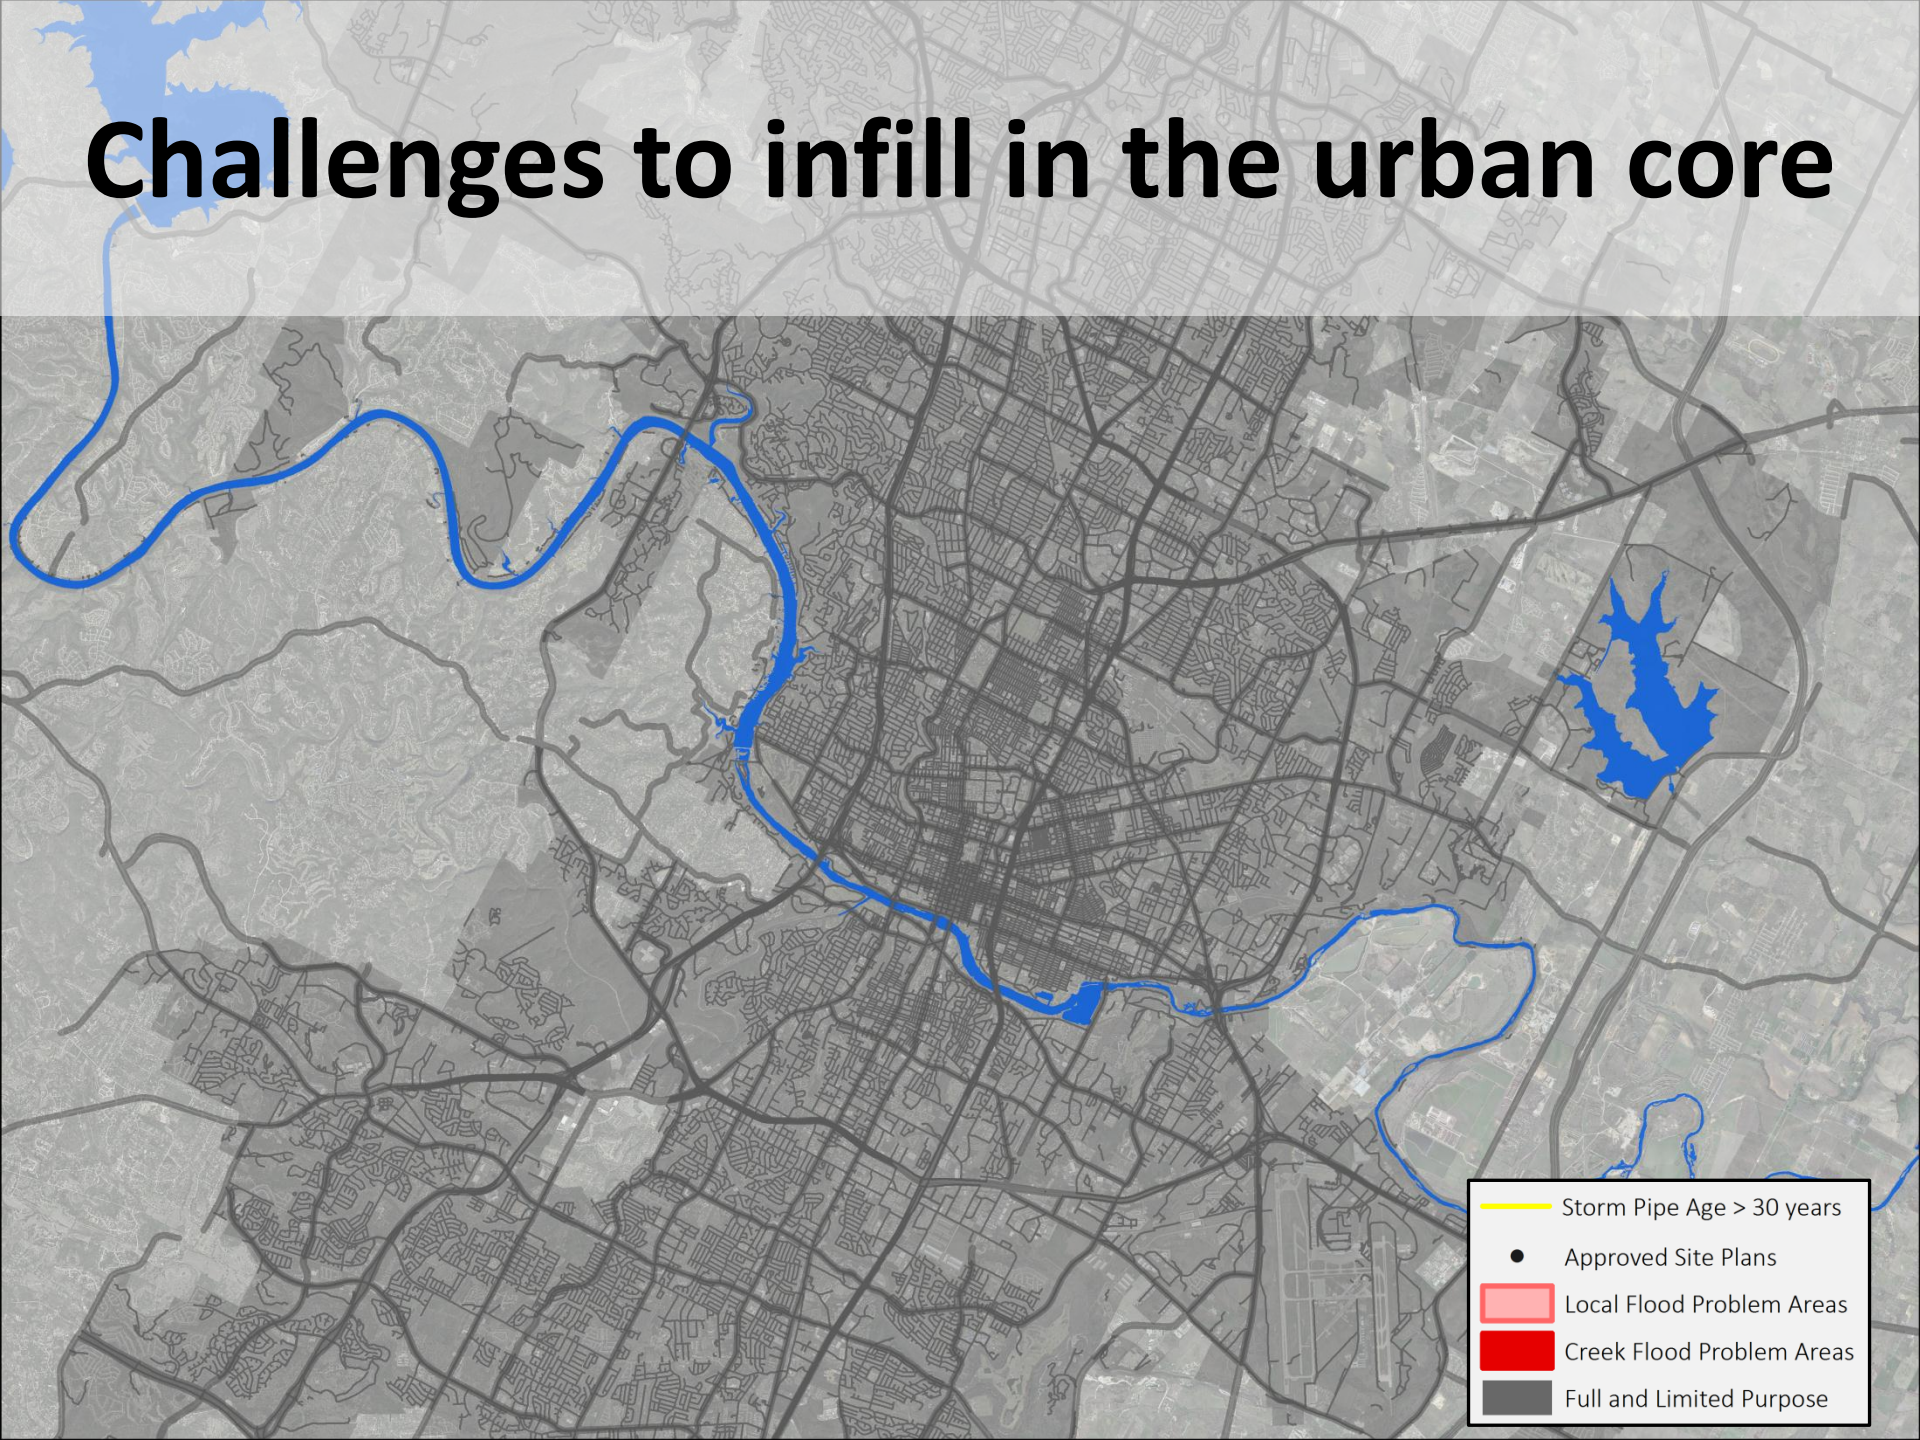 Challenges to infill in the urban core
Storm Pipe Age > 30 years
Approved Site Plans
Local Flood Problem Areas
Creek Flood Problem Areas
Full and Limited Purpose